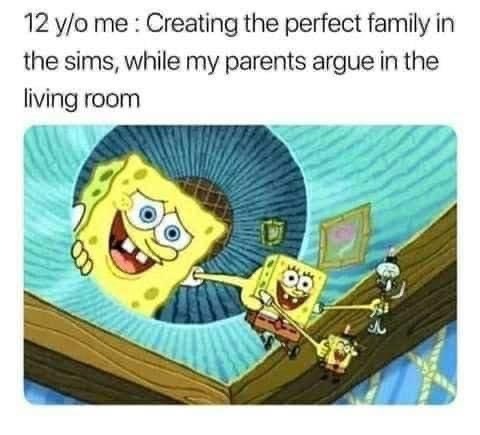 12 y/o me : Creating the perfect family in
the sims, while my parents argue in the
living room